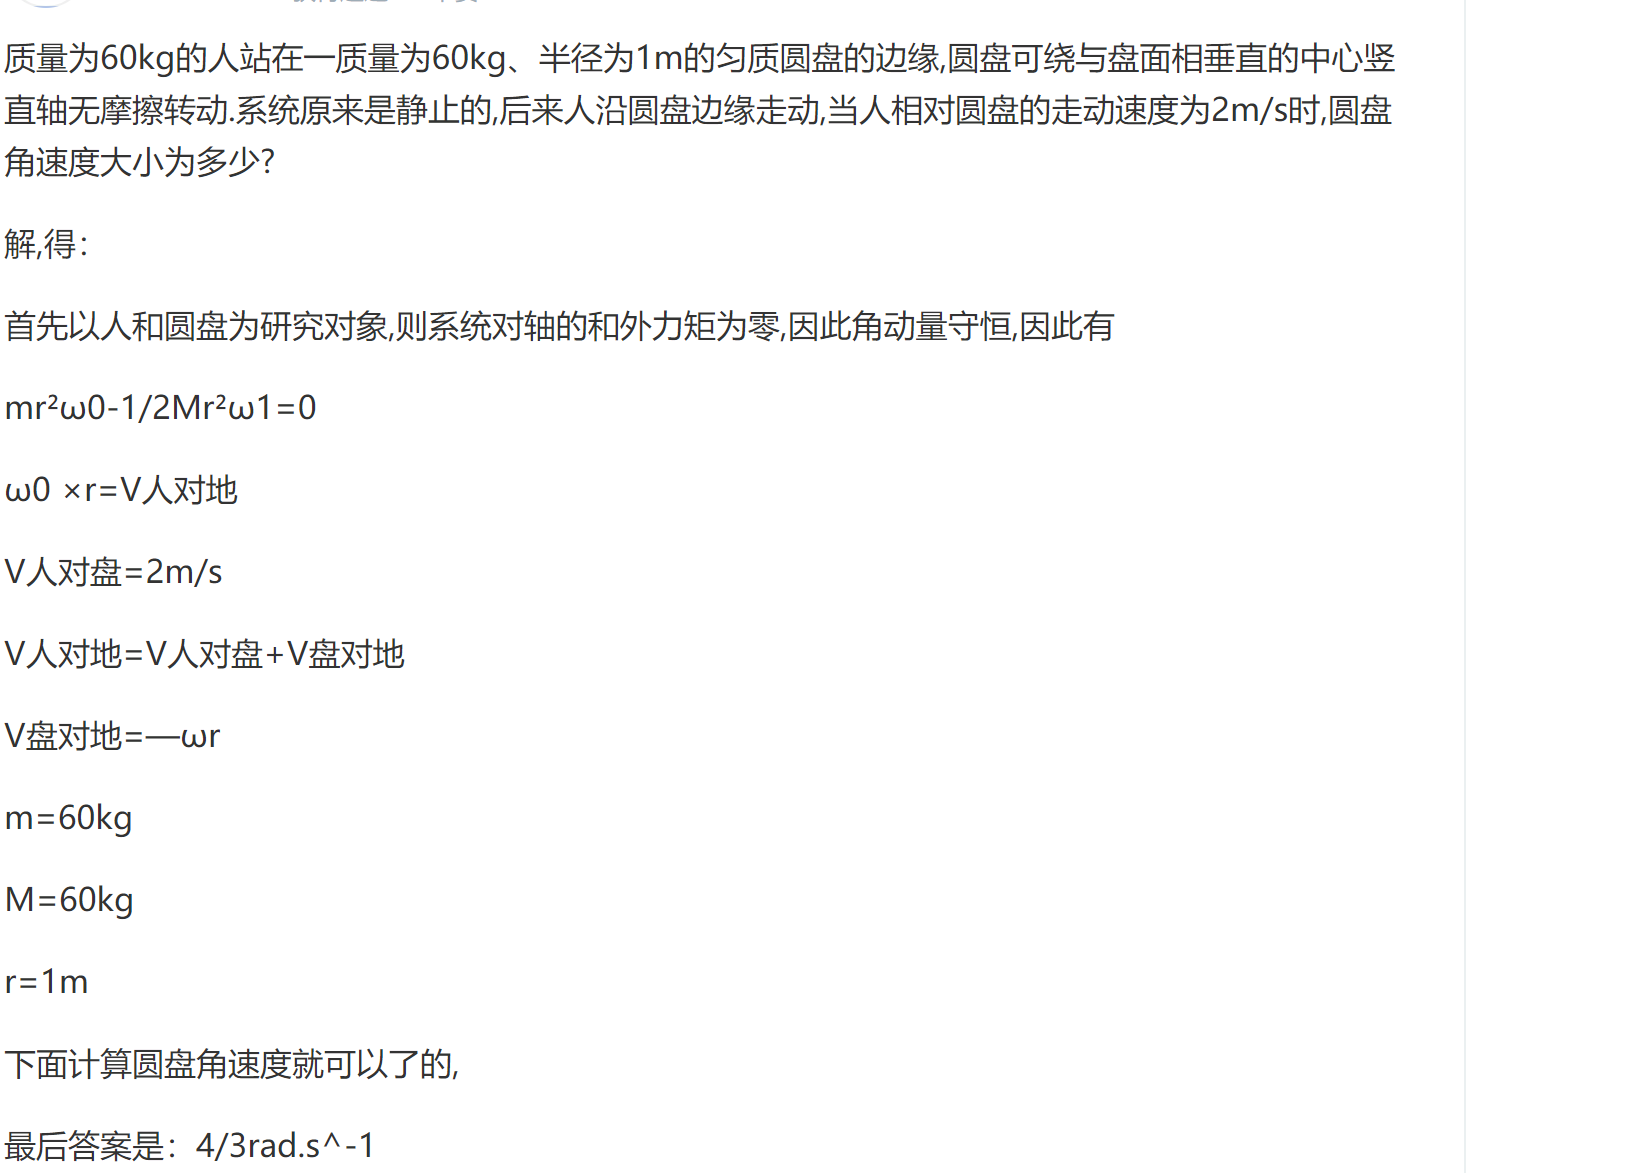 质量为60kg的人站在一质量为60kg、半径为1m的匀质圆盘的边缘,圆盘可绕与盘面相垂直的中心竖
直轴无摩擦转动.系统原来是静止的,后来人沿圆盘边缘走动,当人相对圆盘的走动速度为2m/s时,圆盘
角速度大小为多少?
解,得：
首先以人和圆盘为研究对象,则系统对轴的和外力矩为零,因此角动量守恒,因此有
mr²ω0-1/2Mr²ω1=0
ω0 ×r=V人对地
V人对盘=2m/s
V人对地=V人对盘+V盘对地
V盘对地=—ωr
m=60kg
M=60kg
r=1m
下面计算圆盘角速度就可以了的,
最后答案是：4/3rad.s^-1